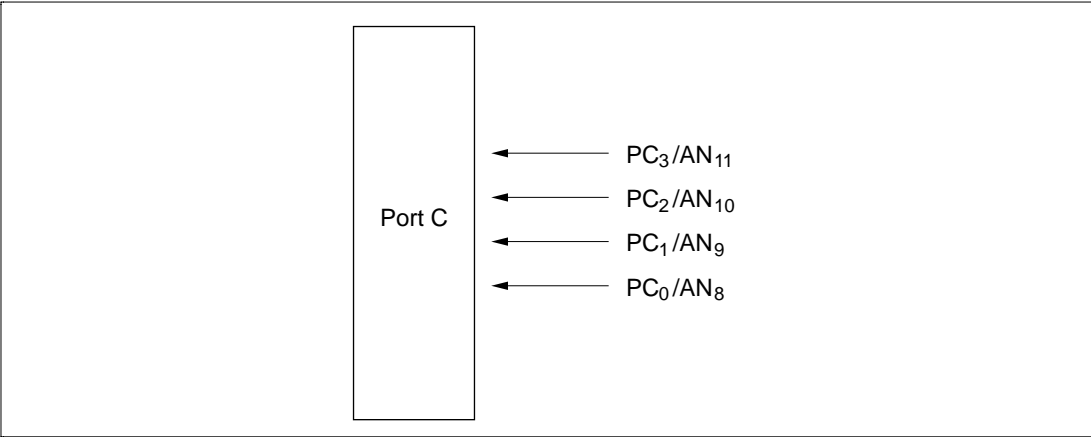 PC₃/AN₁₁
PC₂/AN₁₀
Port C
PC₁/AN₉
PC₀/AN₈